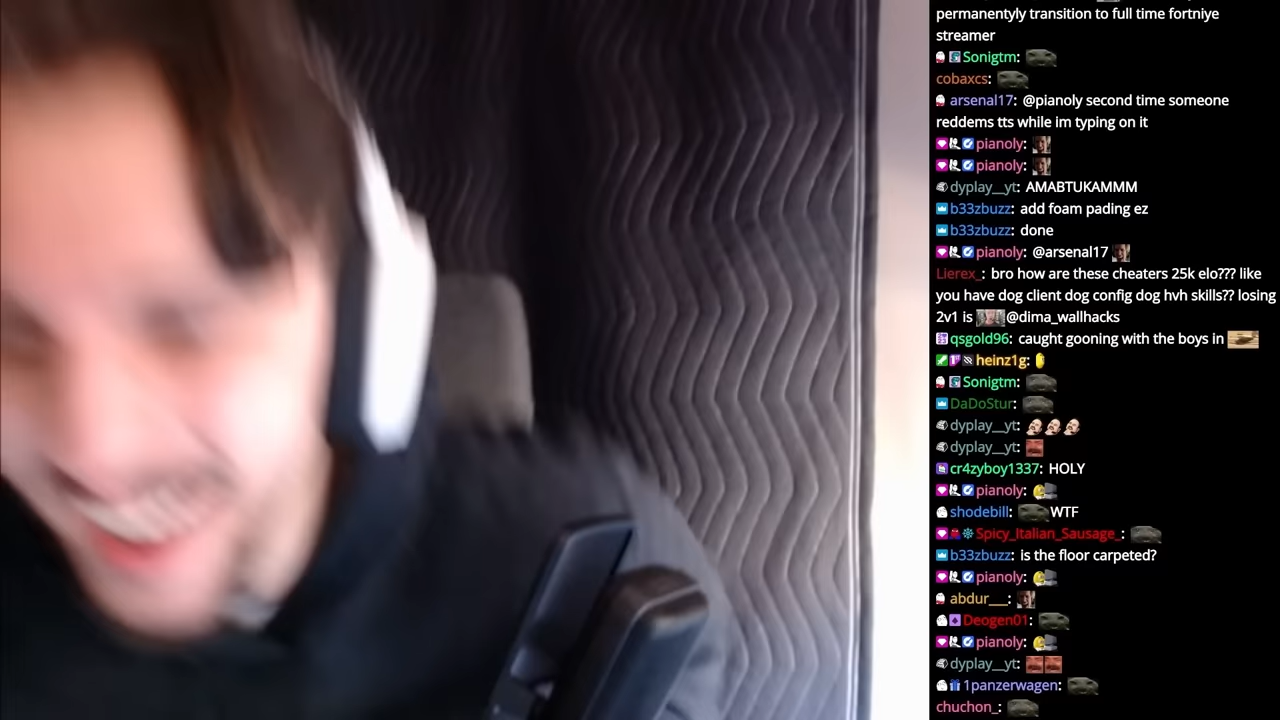 permanentyly transition to full time fortniye
streamer
Sonigtm:
cobaxcs:
arsenal17: @pianoly second time someone
reddems tts while im typing on it
pianoly:
pianoly:
dyplay__yt: AMABTUKAMMM
b33zbuzz: add foam pading ez
b33zbuzz: done
pianoly: @arsenal17
Lierex_: bro how are these cheaters 25k elo??? like
you have dog client dog config dog hvh skills?? losing
2v1 is @dima_wallhacks
qsgold96: caught gooning with the boys in
heinz1g:
Sonigtm:
DaDoStur:
dyplay__yt:
dyplay__yt:
cr4zyboy1337: HOLY
pianoly:
shodebill: WTF
Spicy_Italian_Sausage_:
b33zbuzz: is the floor carpeted?
pianoly:
abdur___:
Deogen01:
pianoly:
dyplay__yt:
1panzerwagen:
chuchon_: